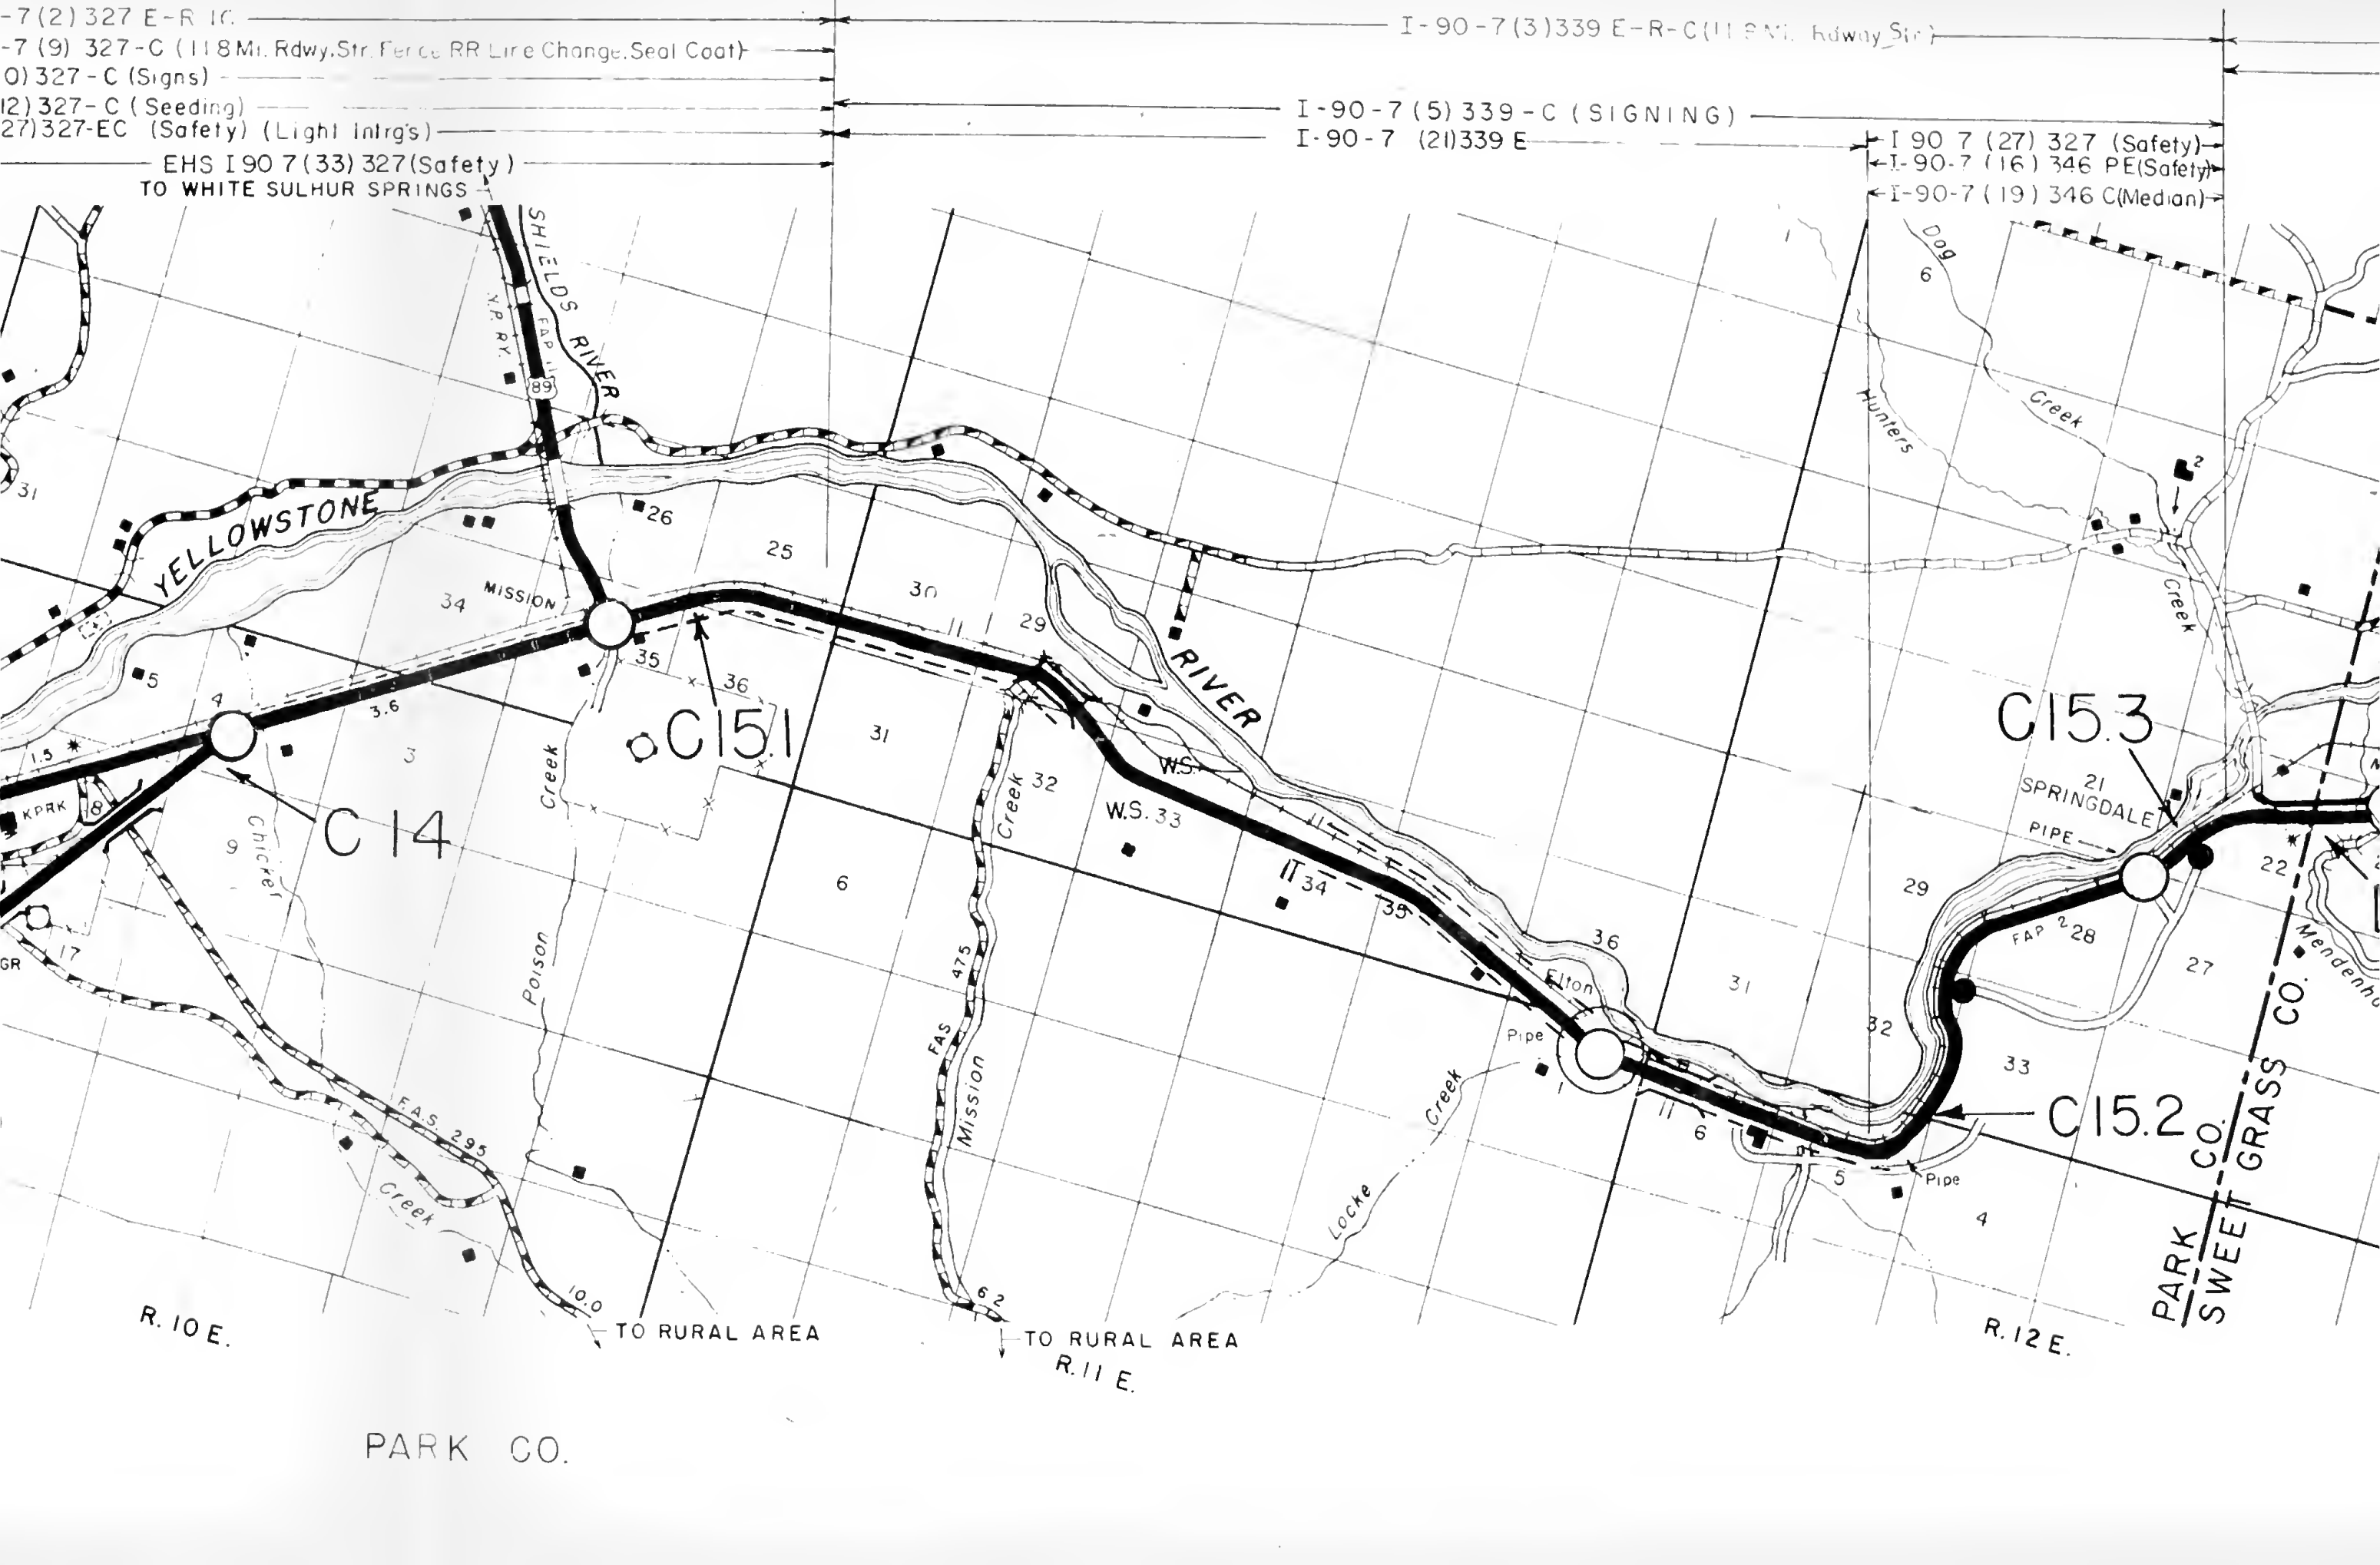 -7(2) 327 E-R
I-90-7(3)339 E-R-C(11.8 Mi. Rdway, Str.)
-7 (9) 327-C (118Mi. Rdwy,Str. Fence RR Line Change,Seal Coat)
0) 327-C (Signs)
12) 327-C (Seeding)
I-90-7 (5) 339-C (SIGNING)
27)327-EC (Safety) (Light Intrg's)
I-90-7 (21)339 E
I 90 7 (27) 327 (Safety)
EHS I 90 7(33) 327(Safety)
I-90-7 (16) 346 PE(Safety)
TO WHITE SULHUR SPRINGS
I-90-7(19) 346 C(Median)
SHIELDS RIVER
Dog
6
Creek
FAP 11
89
Hunters
2
31
YELLOWSTONE
26
25
30
29
RIVER
Creek
34
MISSION
35
36
5
4
3.6
3
C15.1
31
32
C15.3
21
SPRINGDALE
PIPE
1.5
KPRK
8
C 14
9
Creek
W.S.
W.S. 33
34
35
22
6
Creek
29
FAP 2
28
27
36
Elton
17
GR
Poison
FAS 475
Mission
31
32
33
Pipe
1
Locke
Creek
6
5
Pipe
4
C15.2
F.A.S. 295
Creek
10.0
6 2
TO RURAL AREA
TO RURAL AREA
R. 10 E.
R. 11 E.
R. 12 E.
PARK CO.
SWEET GRASS CO.
PARK CO.